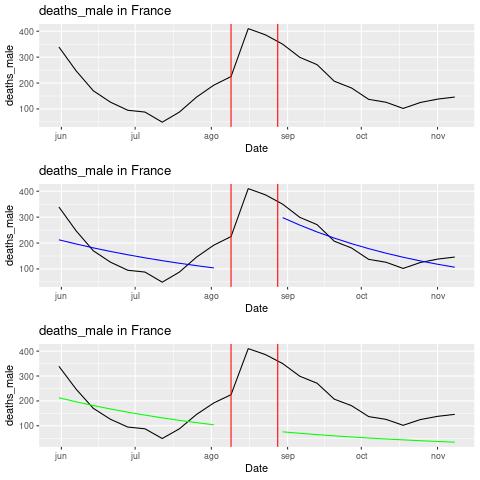 deaths_male in France
deaths_male
400
300
200
100
jun jul ago sep oct nov
Date
deaths_male in France
deaths_male
400
300
200
100
jun jul ago sep oct nov
Date
deaths_male in France
deaths_male
400
300
200
100
jun jul ago sep oct nov
Date